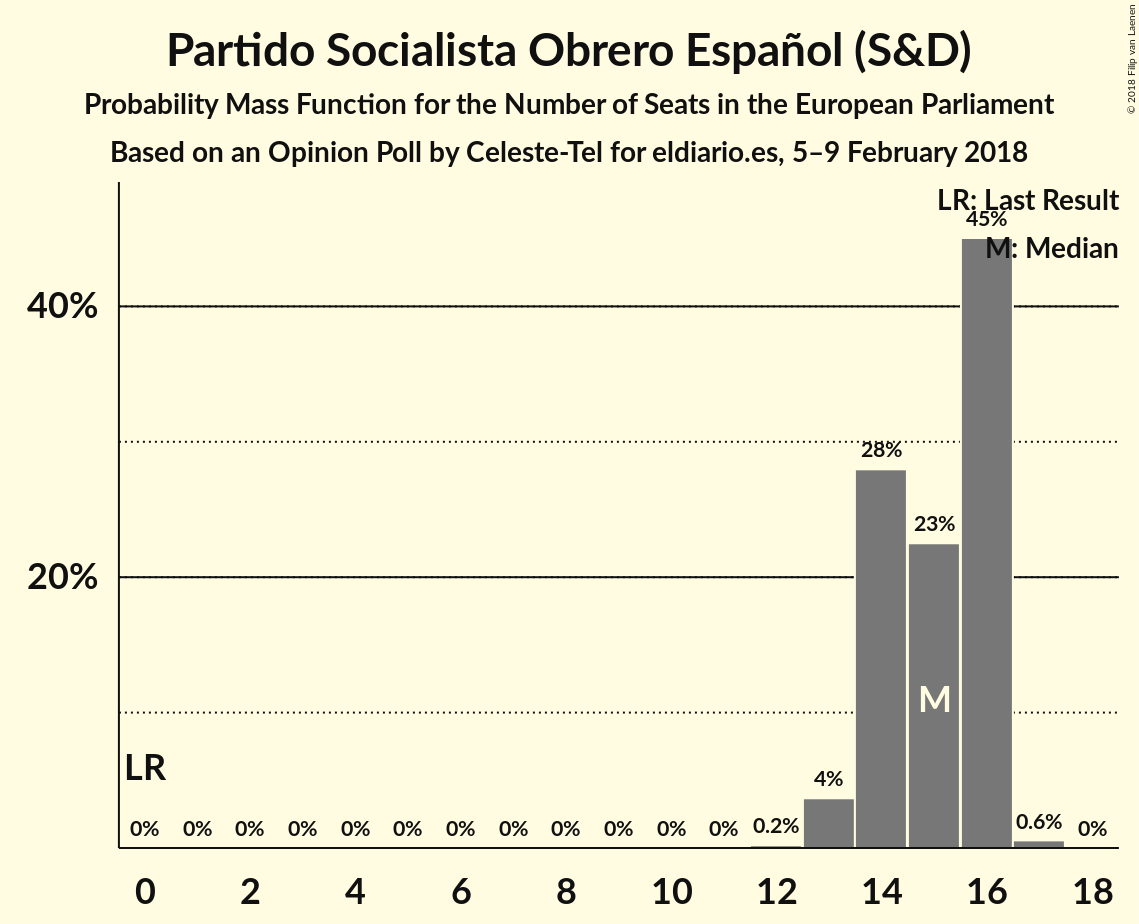 Partido Socialista Obrero Español (S&D)
Probability Mass Function for the Number of Seats in the European Parliament
Based on an Opinion Poll by Celeste-Tel for eldiario.es, 5–9 February 2018
© 2018 Filip van Laenen
LR: Last Result
M: Median
45%
40%
28%
23%
20%
M
LR
4%
0% 0% 0% 0% 0% 0% 0% 0% 0% 0% 0% 0% 0.2% 0.6% 0%
0 2 4 6 8 10 12 14 16 18